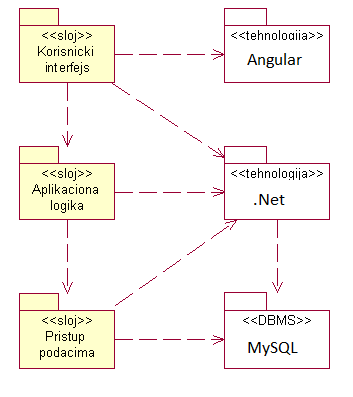 <<sloj>>
Korisnicki
interfejs
<<tehnologija>>
Angular
<<sloj>>
Aplikaciona
logika
<<tehnologija>>
.Net
<<sloj>>
Pristup
podacima
<<DBMS>>
MySQL